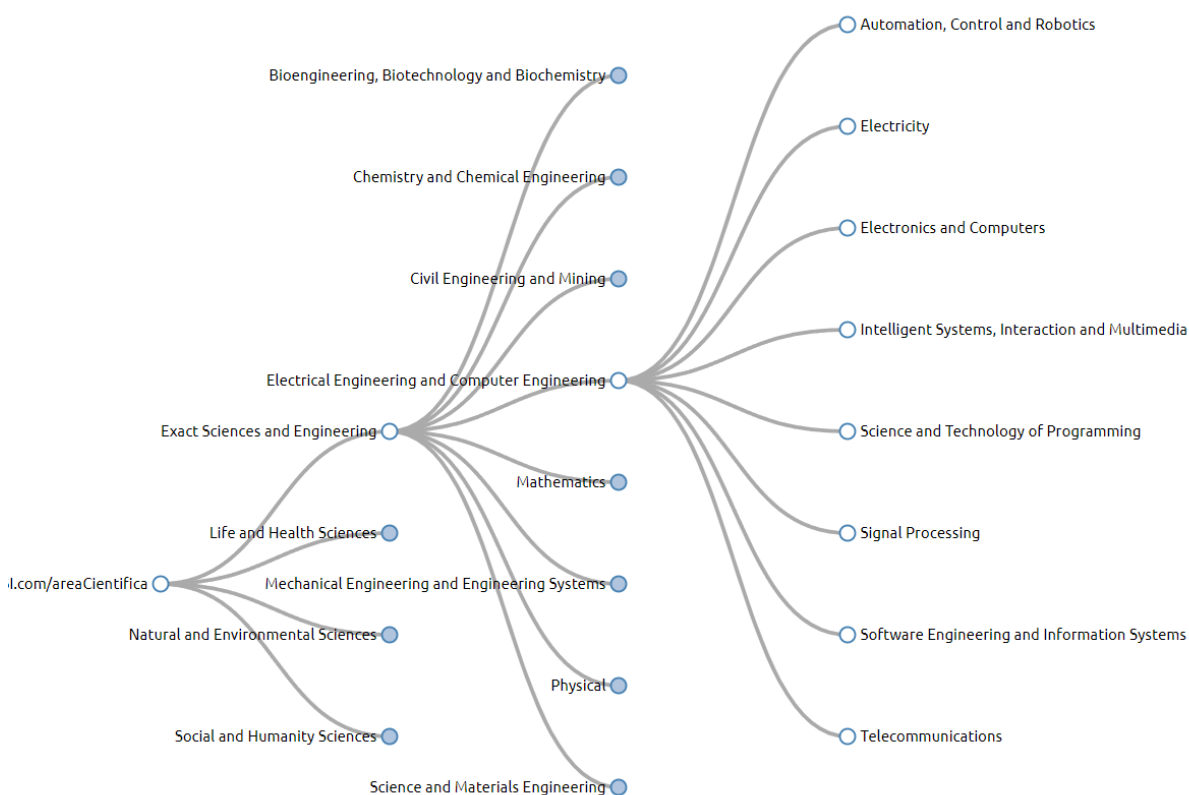 Automation, Control and Robotics
Bioengineering, Biotechnology and Biochemistry
Electricity
Chemistry and Chemical Engineering
Electronics and Computers
Civil Engineering and Mining
Intelligent Systems, Interaction and Multimedia
Electrical Engineering and Computer Engineering
Exact Sciences and Engineering
Science and Technology of Programming
Mathematics
Life and Health Sciences
Signal Processing
l.com/areaCientifica
Mechanical Engineering and Engineering Systems
Natural and Environmental Sciences
Software Engineering and Information Systems
Physical
Social and Humanity Sciences
Telecommunications
Science and Materials Engineering